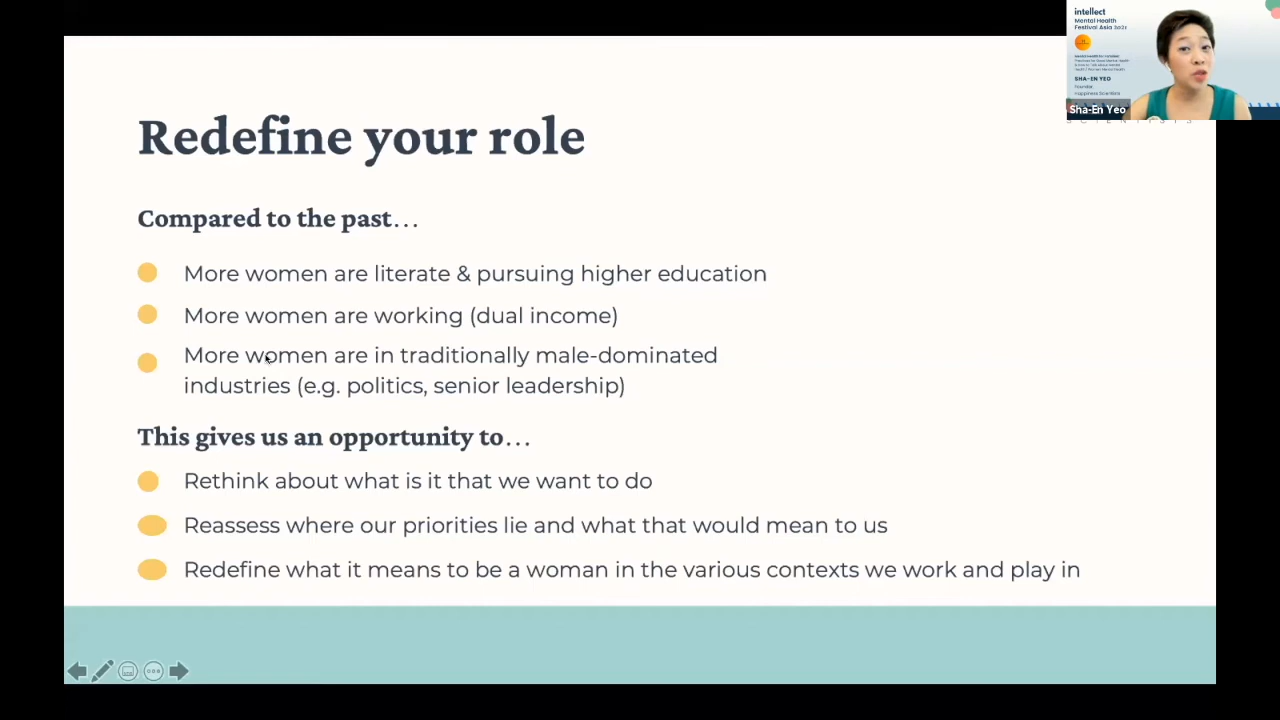 Redefine your role
Compared to the past...
More women are literate & pursuing higher education
More women are working (dual income)
More women are in traditionally male-dominated
industries (e.g. politics, senior leadership)
This gives us an opportunity to...
Rethink about what is it that we want to do
Reassess where our priorities lie and what that would mean to us
Redefine what it means to be a woman in the various contexts we work and play in
intellect
Mental Health
Festival Asia 2021
SHA-EN YEO
Founder,
Happiness Scientists
Sha-En Yeo